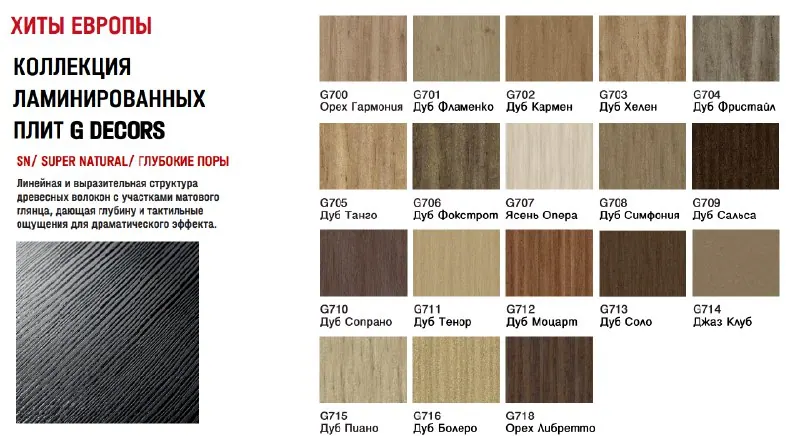 ХИТЫ ЕВРОПЫ
КОЛЛЕКЦИЯ
ЛАМИНИРОВАННЫХ
ПЛИТ G DECORS
SN/ SUPER NATURAL/ ГЛУБОКИЕ ПОРЫ
Линейная и выразительная структура
древесных волокон с участками матового
глянца, дающая глубину и тактильные
ощущения для драматического эффекта.
G700
Орех Гармония
G701
Дуб Фламенко
G702
Дуб Кармен
G703
Дуб Хелен
G704
Дуб Фристайл
G705
Дуб Танго
G706
Дуб Фокстрот
G707
Ясень Опера
G708
Дуб Симфония
G709
Дуб Сальса
G710
Дуб Сопрано
G711
Дуб Тенор
G712
Дуб Моцарт
G713
Дуб Соло
G714
Джаз Клуб
G715
Дуб Пиано
G716
Дуб Болеро
G718
Орех Либретто